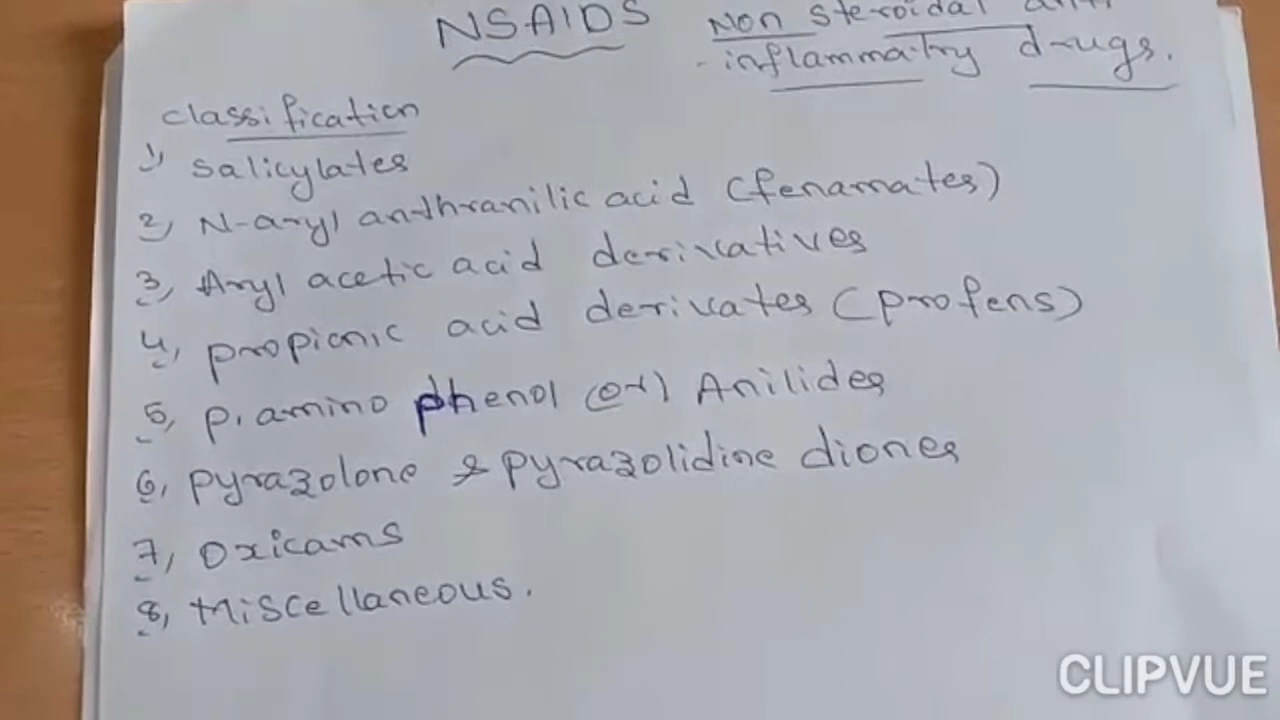 NSAIDS Non Steroidal anti
- inflammatry drugs.
Classification
1, Salicylates
2, N-aryl anthranilic acid (fenamates)
3, Aryl acetic acid derivatives
4, propionic acid derivates (profens)
5, p. amino phenol (or) Anilides
6, pyrazolone & pyrazolidine diones
7, Oxicams
8, Miscellaneous.
CLIPVUE